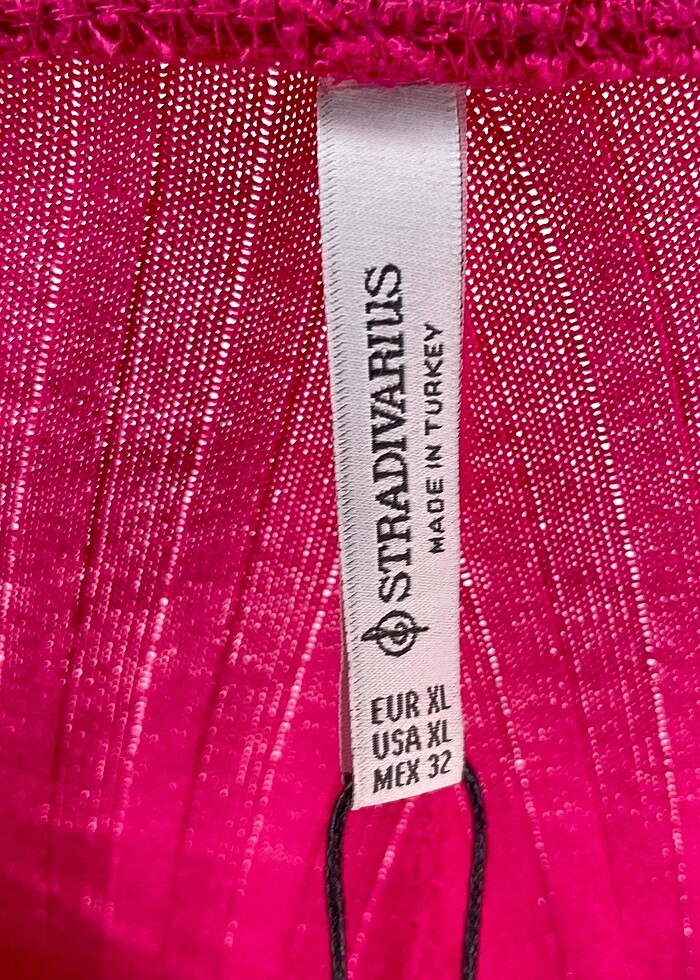 STRADIVARIUS
MADE IN TURKEY
EUR XL
USA XL
MEX 32